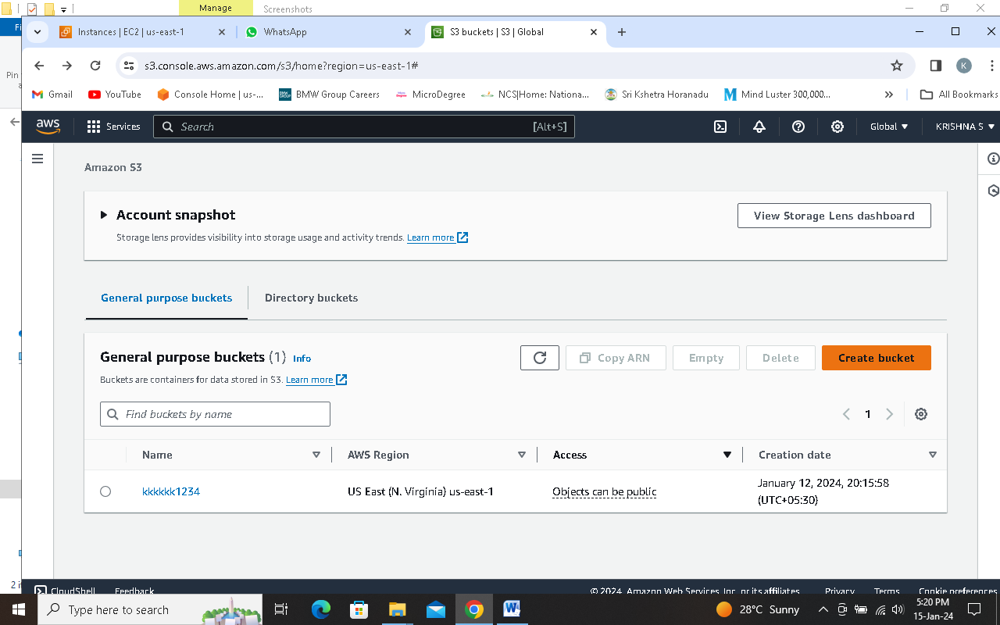 Manage
Screenshots
Fi
Instances | EC2 | us-east-1
WhatsApp
S3 buckets | S3 | Global
s3.console.aws.amazon.com/s3/home?region=us-east-1#
K
Pin
Gmail
YouTube
Console Home | us-...
BMW Group Careers
MicroDegree
NCS|Home: Nationa...
Sri Kshetra Horanadu
Mind Luster 300,000...
»
All Bookmarks
aws
Services
Search
[Alt+S]
Global
KRISHNA S
Amazon S3
Account snapshot
View Storage Lens dashboard
Storage lens provides visibility into storage usage and activity trends. Learn more
General purpose buckets
Directory buckets
General purpose buckets (1) Info
Copy ARN
Empty
Delete
Create bucket
Buckets are containers for data stored in S3. Learn more
Find buckets by name
1
Name
AWS Region
Access
Creation date
kkkkkk1234
US East (N. Virginia) us-east-1
Objects can be public
January 12, 2024, 20:15:58
(UTC+05:30)
2 i
CloudShell
Feedback
© 2024, Amazon Web Services, Inc. or its affiliates.
Privacy
Terms
Cookie preferences
Type here to search
28°C Sunny
5:20 PM
15-Jan-24